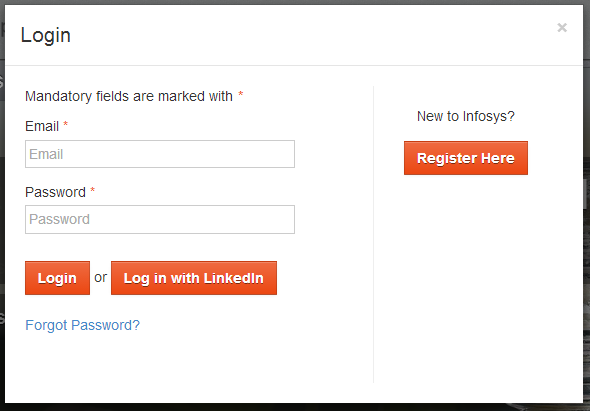 Login
×
Mandatory fields are marked with *
Email *
Email
Password *
Password
Login or Log in with LinkedIn
Forgot Password?
New to Infosys?
Register Here